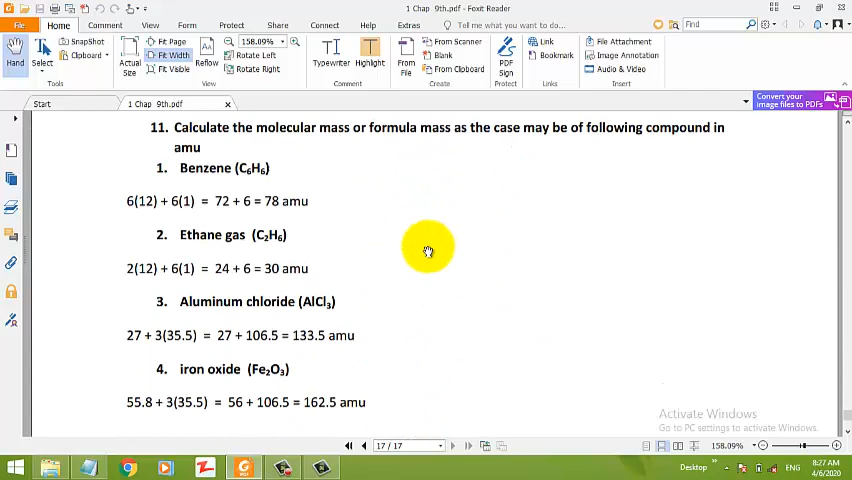 1 Chap 9th.pdf - Foxit Reader
File Home Comment View Form Protect Share Connect Help Extras Tell me what you want to do... Find
Hand Select SnapShot Clipboard Actual Size Fit Page Fit Width Fit Visible Reflow 158.09% Rotate Left Rotate Right Typewriter Highlight From File From Scanner Blank From Clipboard PDF Sign Link Bookmark File Attachment Image Annotation Audio & Video
Tools View Comment Create Protect Links Insert
Start 1 Chap 9th.pdf
Convert your image files to PDFs
11. Calculate the molecular mass or formula mass as the case may be of following compound in
amu
1. Benzene (C₆H₆)
6(12) + 6(1) = 72 + 6 = 78 amu
2. Ethane gas (C₂H₆)
2(12) + 6(1) = 24 + 6 = 30 amu
3. Aluminum chloride (AlCl₃)
27 + 3(35.5) = 27 + 106.5 = 133.5 amu
4. iron oxide (Fe₂O₃)
55.8 + 3(35.5) = 56 + 106.5 = 162.5 amu
Activate Windows
Go to PC settings to activate Windows.
17 / 17 158.09%
Desktop ENG 8:27 AM
4/6/2020